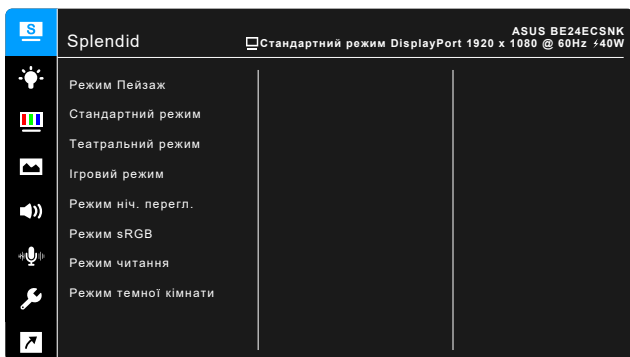 S
ASUS BE24ECSNK
Splendid
Стандартний режим DisplayPort 1920 x 1080 @ 60Hz ⚡40W
Режим Пейзаж
Стандартний режим
Театральний режим
Ігровий режим
Режим ніч. перегл.
Режим sRGB
Режим читання
Режим темної кімнати